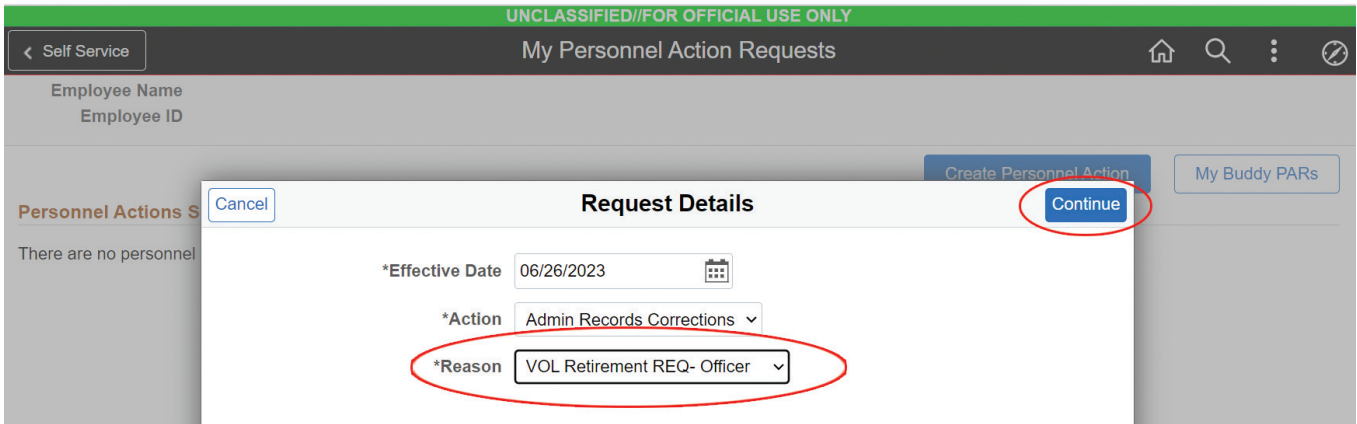 UNCLASSIFIED//FOR OFFICIAL USE ONLY
Self Service
My Personnel Action Requests
Employee Name
Employee ID
Create Personnel Action
My Buddy PARs
Personnel Actions S
Cancel
Request Details
Continue
There are no personnel
*Effective Date 06/26/2023
*Action Admin Records Corrections
*Reason VOL Retirement REQ- Officer